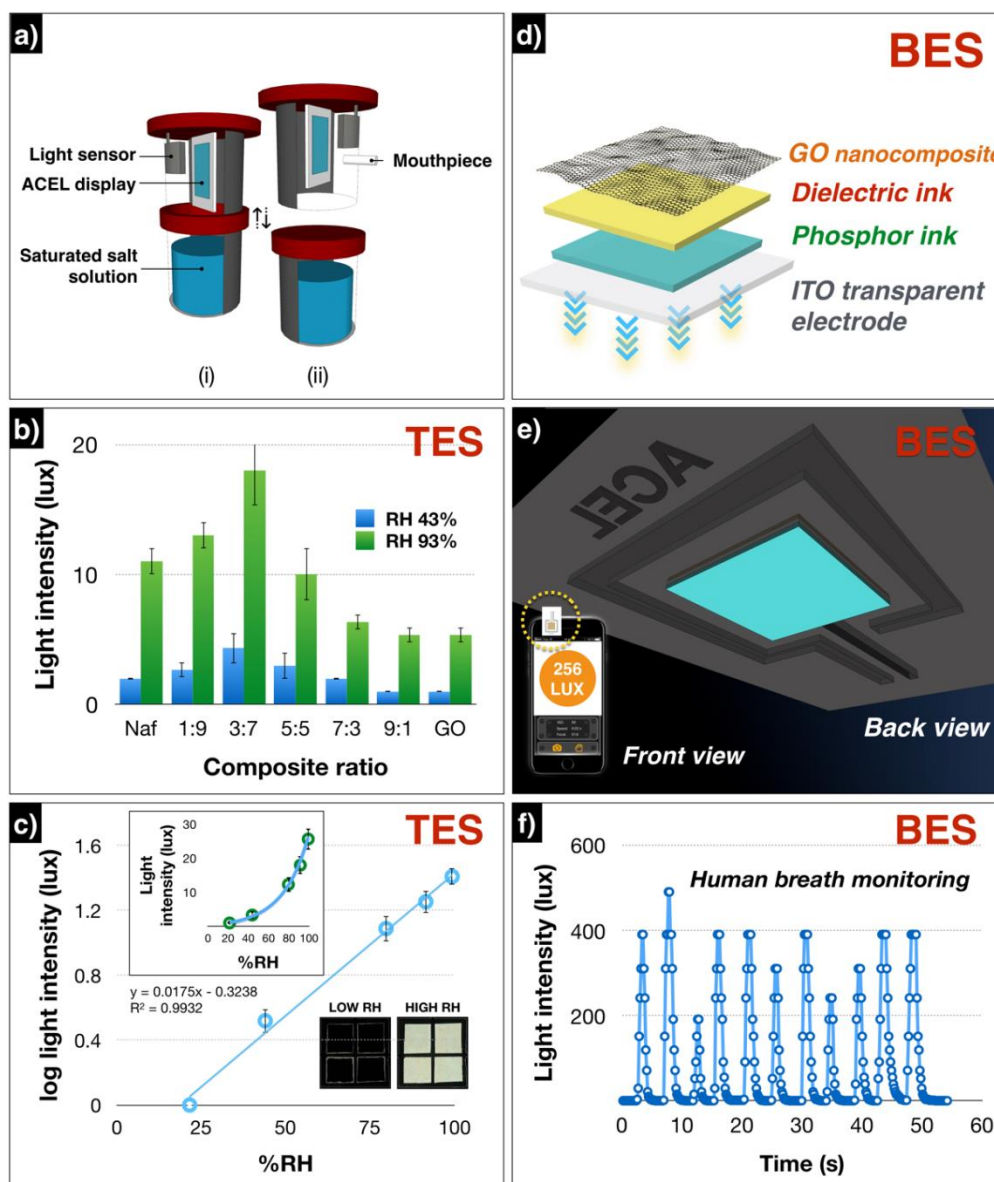 a)
Light sensor
ACEL display
Saturated salt
solution
Mouthpiece
(i)
(ii)
d)
BES
GO nanocomposite
Dielectric ink
Phosphor ink
ITO transparent
electrode
b)
TES
Light intensity (lux)
20
10
0
RH 43%
RH 93%
Naf 1:9 3:7 5:5 7:3 9:1 GO
Composite ratio
e)
BES
ACEL
256
LUX
Front view
Back view
c)
TES
log light intensity (lux)
1.6
1.2
0.8
0.4
0
Light
intensity (lux)
30
20
10
0 20 40 60 80 100
%RH
y = 0.0175x - 0.3238
R² = 0.9932
LOW RH
HIGH RH
0 25 50 75 100
%RH
f)
BES
Human breath monitoring
Light intensity (lux)
600
400
200
0 10 20 30 40 50 60
Time (s)